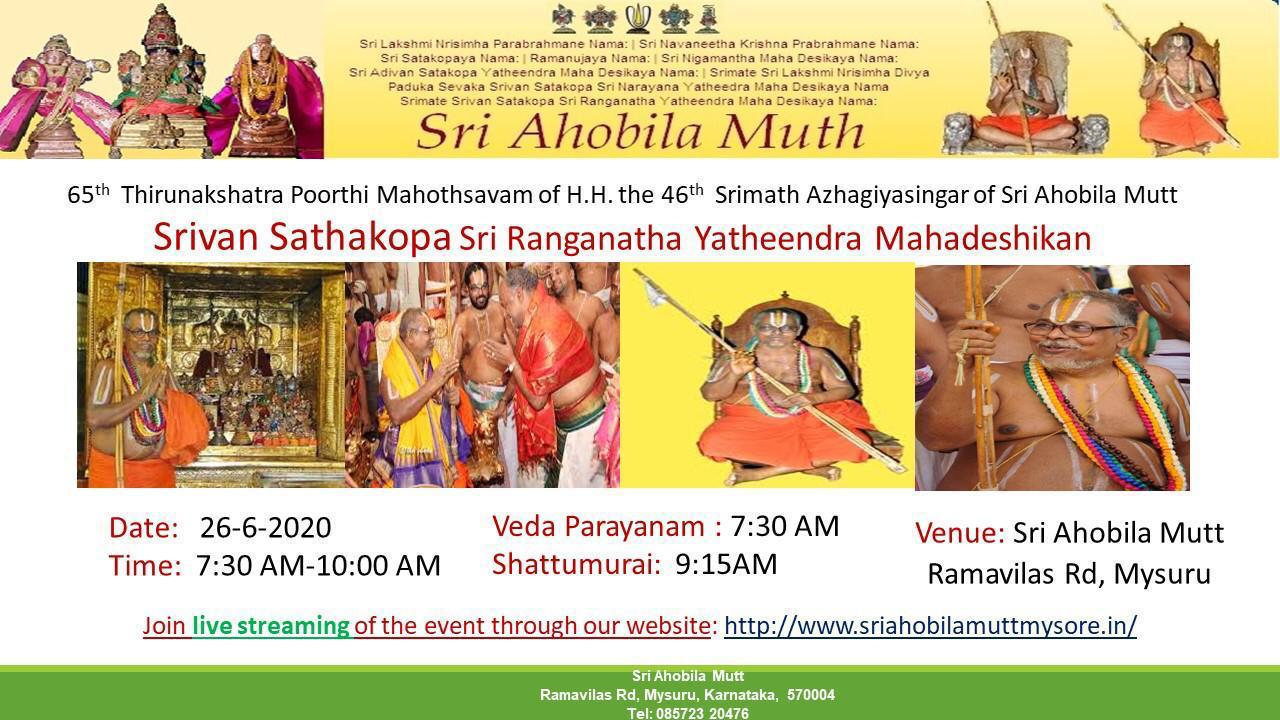 Sri Lakshmi Nrisimha Parabrahmane Nama: | Sri Navaneetha Krishna Prabrahmane Nama:
Sri Satakopaya Nama: | Ramanujaya Nama: | Sri Nigamantha Maha Desikaya Nama:
Sri Adivan Satakopa Yatheendra Maha Desikaya Nama: | Srimate Sri Lakshmi Nrisimha Divya
Paduka Sevaka Srivan Satakopa Sri Narayana Yatheedra Maha Desikaya Nama
Srimate Srivan Satakopa Sri Ranganatha Yatheendra Maha Desikaya Nama:
Sri Ahobila Muth
65th Thirunakshatra Poorthi Mahothsavam of H.H. the 46th Srimath Azhagiyasingar of Sri Ahobila Mutt
Srivan Sathakopa Sri Ranganatha Yatheendra Mahadeshikan
Date: 26-6-2020
Time: 7:30 AM-10:00 AM
Veda Parayanam : 7:30 AM
Shattumurai: 9:15AM
Venue: Sri Ahobila Mutt
Ramavilas Rd, Mysuru
Join live streaming of the event through our website: http://www.sriahobilamuttmysore.in/
Sri Ahobila Mutt
Ramavilas Rd, Mysuru, Karnataka, 570004
Tel: 085723 20476